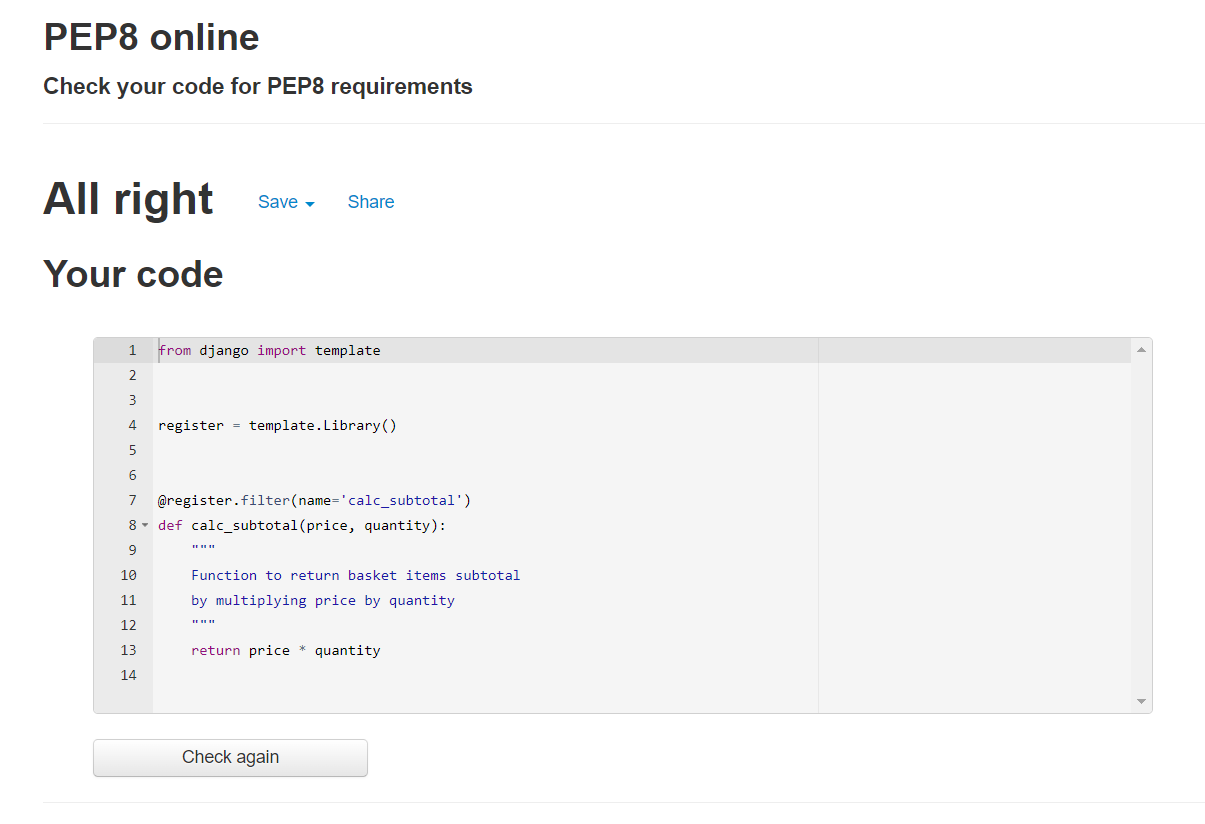 PEP8 online
Check your code for PEP8 requirements
All right Save Share
Your code
1 from django import template
2
3
4 register = template.Library()
5
6
7 @register.filter(name='calc_subtotal')
8 def calc_subtotal(price, quantity):
9     """
10     Function to return basket items subtotal
11     by multiplying price by quantity
12     """
13     return price * quantity
14
Check again